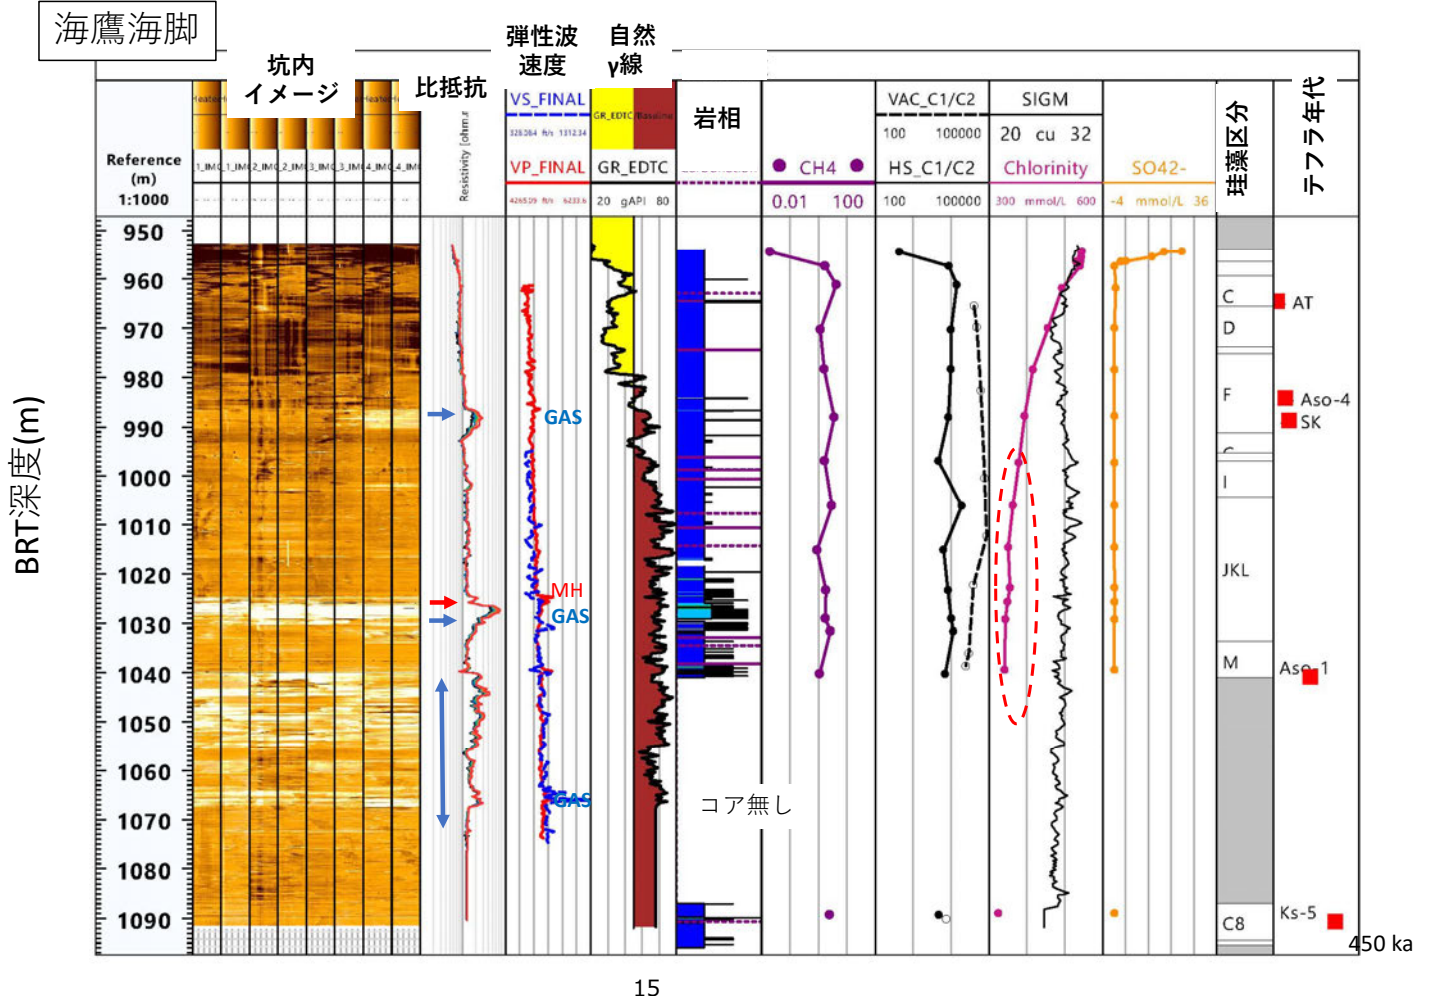 海鷹海脚
坑内
イメージ
比抵抗
弾性波
速度
自然
γ線
岩相
珪藻区分
テフラ年代
Reference
(m)
1:1000
VS_FINAL
VP_FINAL
GR_EDTC
GR_EDTC
20 gAPI 80
CH4
0.01 100
VAC_C1/C2
100 100000
HS_C1/C2
100 100000
SIGM
20 cu 32
Chlorinity
300 mmol/L 600
SO42-
-4 mmol/L 36
BRT深度(m)
950
960
970
980
990
1000
1010
1020
1030
1040
1050
1060
1070
1080
1090
GAS
MH
GAS
GAS
コア無し
C
D
F
I
JKL
M
C8
AT
Aso-4
SK
Aso-1
Ks-5
450 ka
15